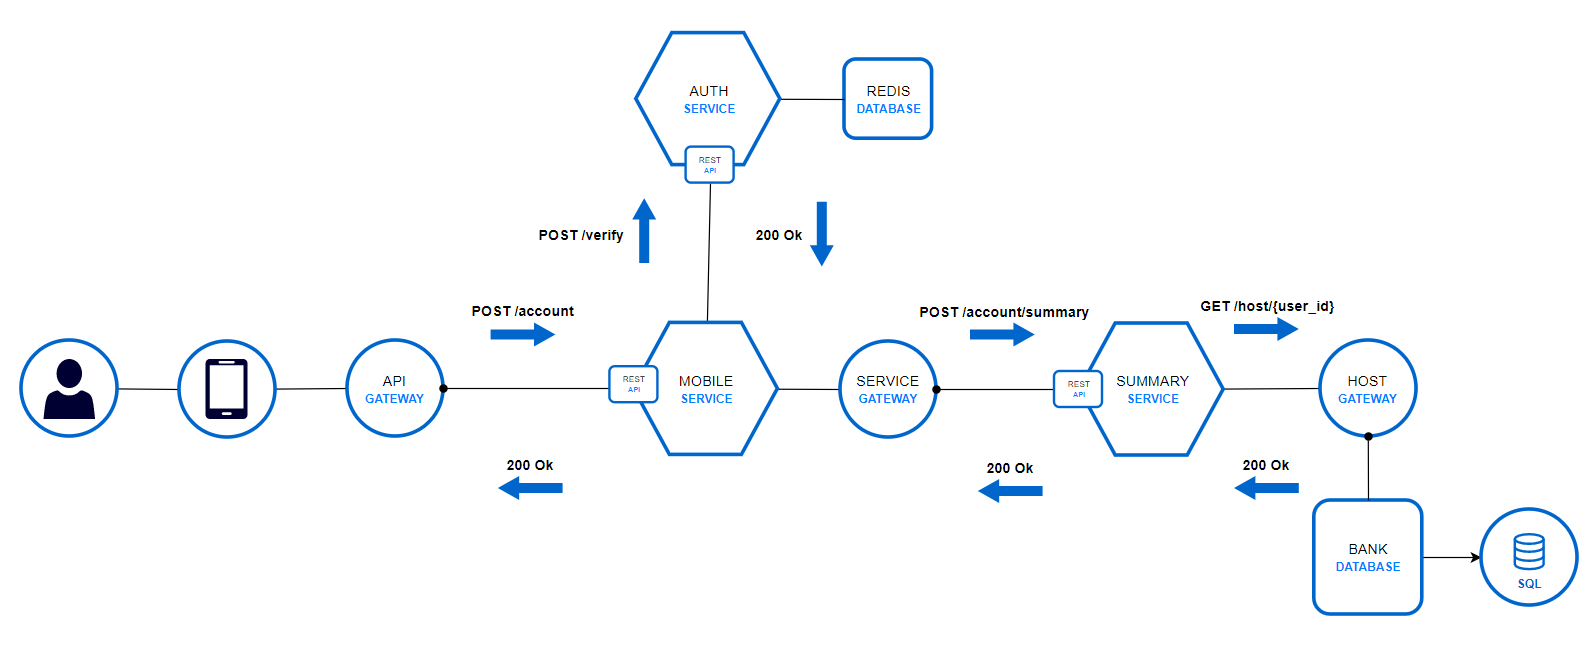 AUTH
SERVICE
REDIS
DATABASE
REST
API
POST /verify
200 Ok
POST /account
POST /account/summary
GET /host/{user_id}
API
GATEWAY
REST
API
MOBILE
SERVICE
SERVICE
GATEWAY
REST
API
SUMMARY
SERVICE
HOST
GATEWAY
200 Ok
200 Ok
200 Ok
BANK
DATABASE
SQL